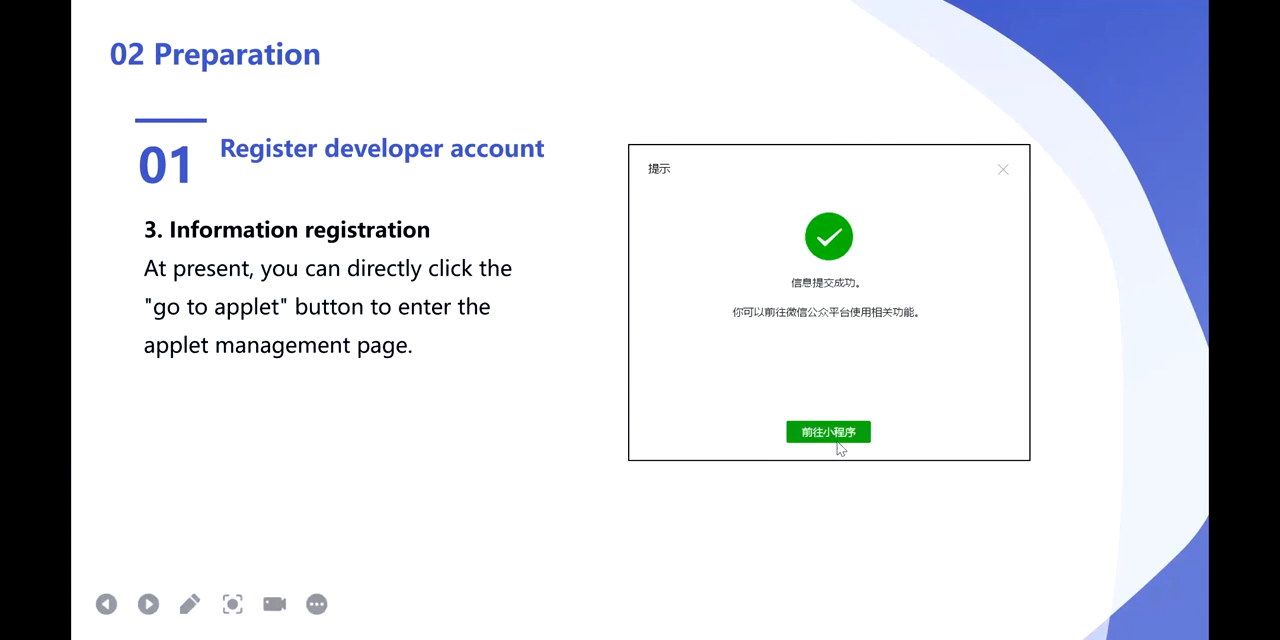 02 Preparation
01
Register developer account
3. Information registration
At present, you can directly click the
"go to applet" button to enter the
applet management page.
提示
信息提交成功。
你可以前往微信公众平台使用相关功能。
前往小程序